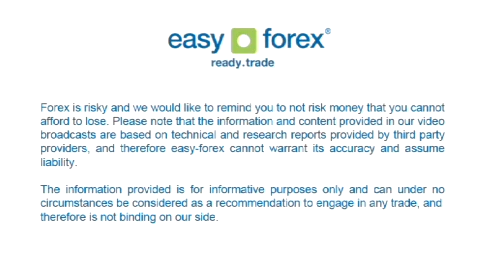 easy forex®
ready.trade
Forex is risky and we would like to remind you to not risk money that you cannot
afford to lose. Please note that the information and content provided in our video
broadcasts are based on technical and research reports provided by third party
providers, and therefore easy-forex cannot warrant its accuracy and assume
liability.
The information provided is for informative purposes only and can under no
circumstances be considered as a recommendation to engage in any trade, and
therefore is not binding on our side.